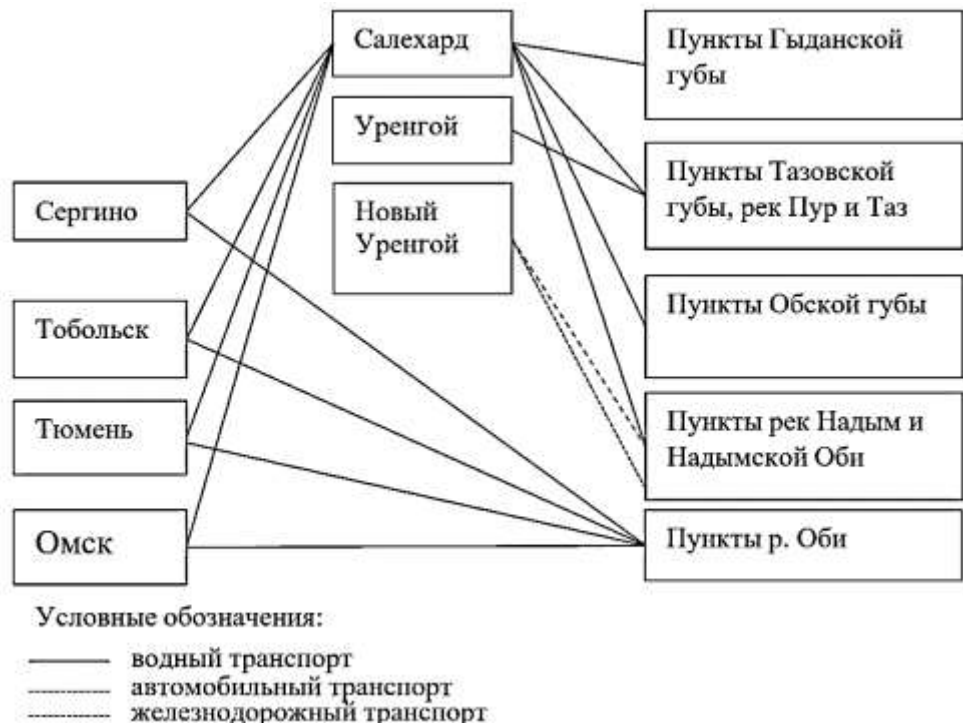 Салехард
Уренгой
Новый
Уренгой
Сергино
Тобольск
Тюмень
Омск
Пункты Гыданской
губы
Пункты Тазовской
губы, рек Пур и Таз
Пункты Обской губы
Пункты рек Надым и
Надымской Оби
Пункты р. Оби
Условные обозначения:
водный транспорт
автомобильный транспорт
железнодорожный транспорт